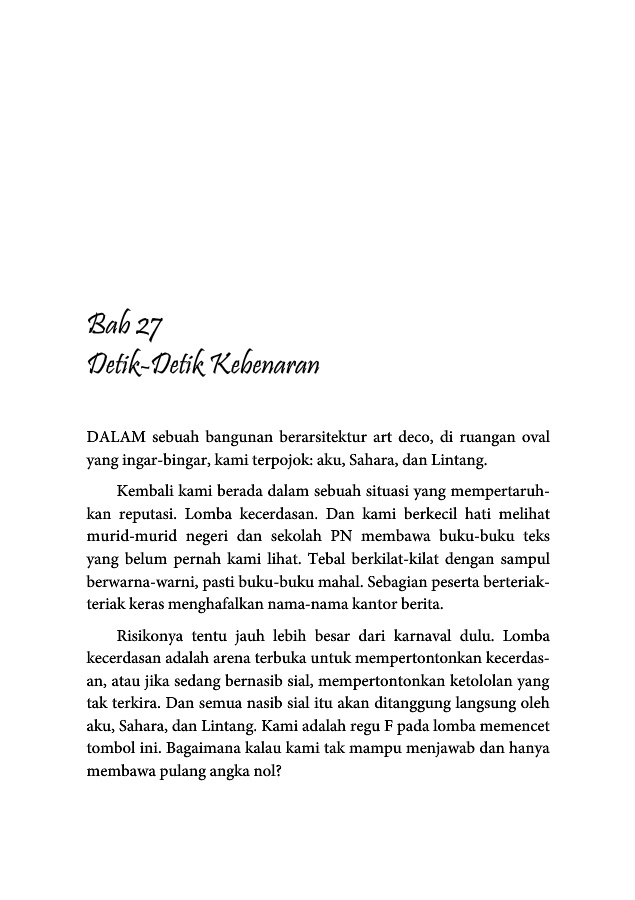 Bab 27
Detik-Detik Kebenaran
DALAM sebuah bangunan berarsitektur art deco, di ruangan oval
yang ingar-bingar, kami terpojok: aku, Sahara, dan Lintang.
Kembali kami berada dalam sebuah situasi yang mempertaruh-
kan reputasi. Lomba kecerdasan. Dan kami berkecil hati melihat
murid-murid negeri dan sekolah PN membawa buku-buku teks
yang belum pernah kami lihat. Tebal berkilat-kilat dengan sampul
berwarna-warni, pasti buku-buku mahal. Sebagian peserta berteriak-
teriak keras menghafalkan nama-nama kantor berita.
Risikonya tentu jauh lebih besar dari karnaval dulu. Lomba
kecerdasan adalah arena terbuka untuk mempertontonkan kecerdas-
an, atau jika sedang bernasib sial, mempertontonkan ketololan yang
tak terkira. Dan semua nasib sial itu akan ditanggung langsung oleh
aku, Sahara, dan Lintang. Kami adalah regu F pada lomba memencet
tombol ini. Bagaimana kalau kami tak mampu menjawab dan hanya
membawa pulang angka nol?